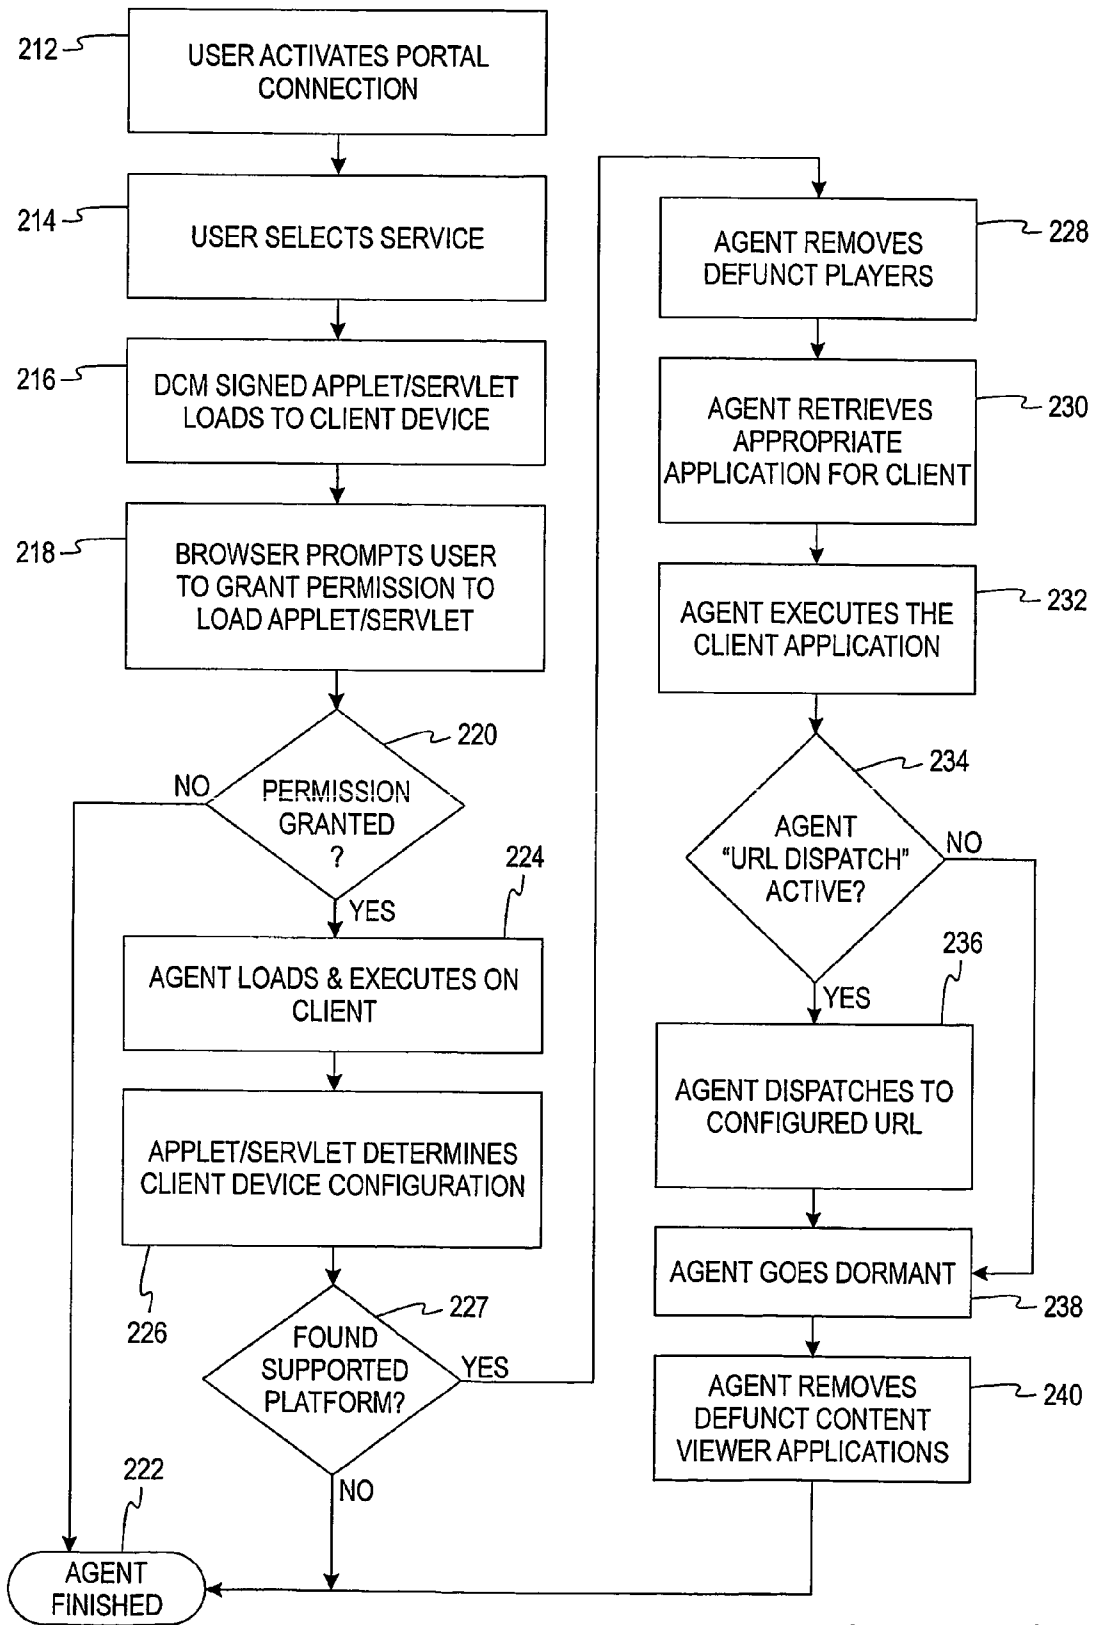 212
USER ACTIVATES PORTAL
CONNECTION
214
USER SELECTS SERVICE
216
DCM SIGNED APPLET/SERVLET
LOADS TO CLIENT DEVICE
218
BROWSER PROMPTS USER
TO GRANT PERMISSION TO
LOAD APPLET/SERVLET
220
NO
PERMISSION
GRANTED
?
YES
224
AGENT LOADS & EXECUTES ON
CLIENT
APPLET/SERVLET DETERMINES
CLIENT DEVICE CONFIGURATION
226
227
FOUND
SUPPORTED
PLATFORM?
YES
NO
222
AGENT
FINISHED
228
AGENT REMOVES
DEFUNCT PLAYERS
230
AGENT RETRIEVES
APPROPRIATE
APPLICATION FOR CLIENT
232
AGENT EXECUTES THE
CLIENT APPLICATION
234
AGENT
“URL DISPATCH”
ACTIVE?
NO
YES
236
AGENT DISPATCHES TO
CONFIGURED URL
AGENT GOES DORMANT
238
AGENT REMOVES
DEFUNCT CONTENT
VIEWER APPLICATIONS
240